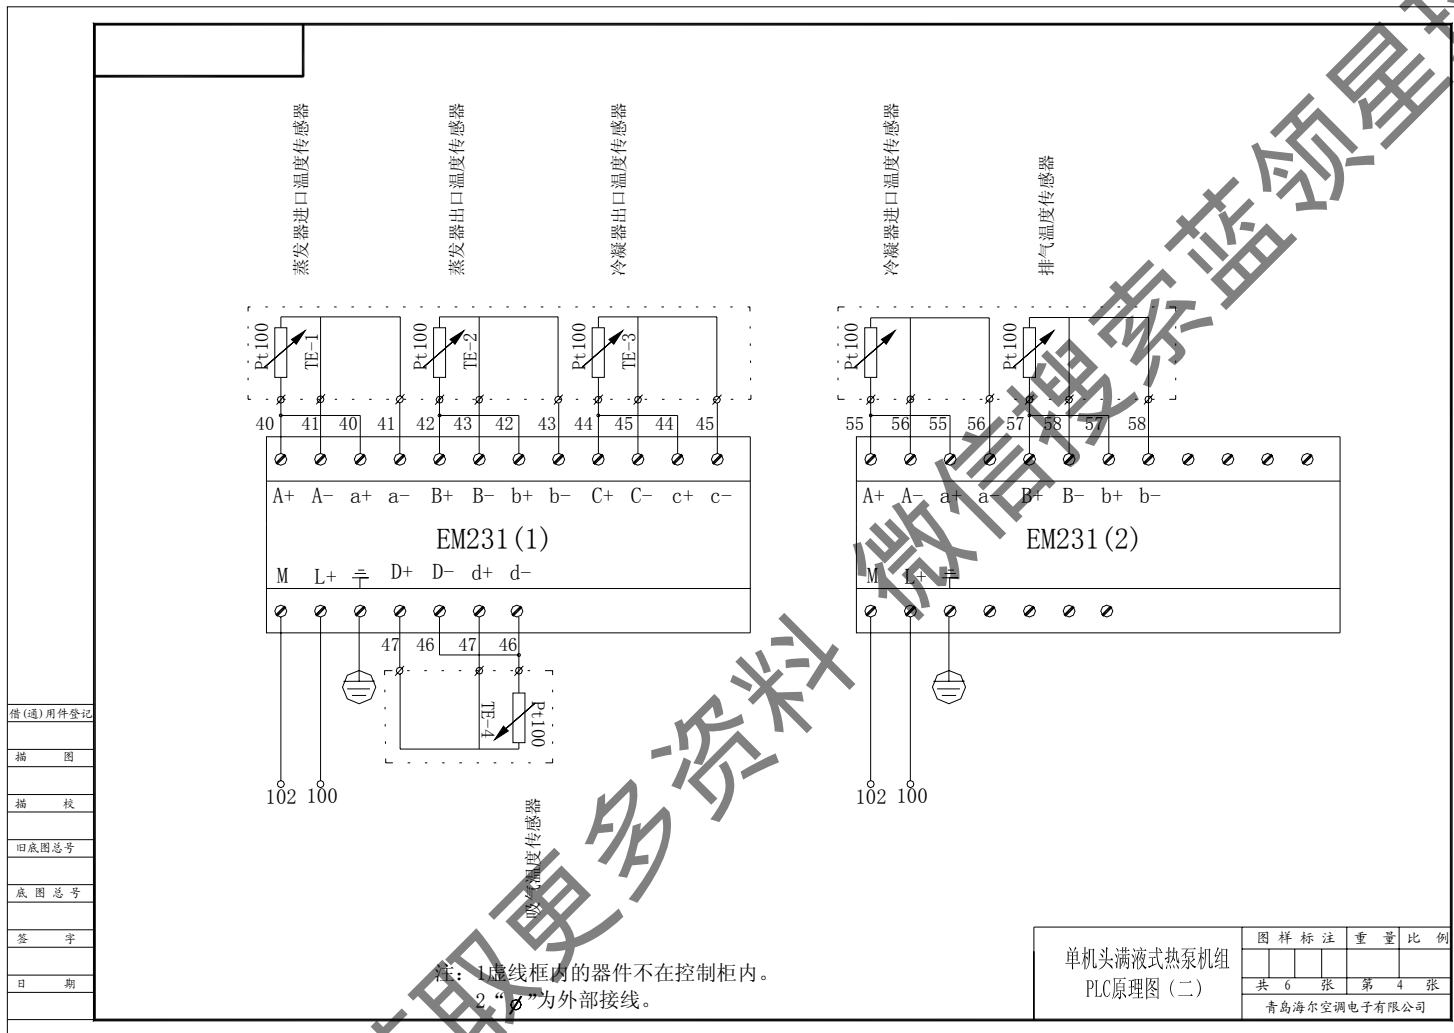 蒸发器进口温度传感器
蒸发器出口温度传感器
冷凝器出口温度传感器
冷凝器进口温度传感器
排气温度传感器
Pt100 TE-1 Pt100 TE-2 Pt100 TE-3 Pt100 Pt100
40 41 40 41 42 43 42 43 44 45 44 45
55 56 55 56 57 58 57 58
A+ A- a+ a- B+ B- b+ b- C+ C- c+ c-
EM231(1)
M L+ D+ D- d+ d-
A+ A- a+ a- B+ B- b+ b-
EM231(2)
M L+
47 46 47 46
TE-4 Pt100
102 100
102 100
吸气温度传感器
注：1虚线框内的器件不在控制柜内。
2“ø”为外部接线。
借(通)用件登记
描 图
描 校
旧底图总号
底图总号
签 字
日 期
单机头满液式热泵机组
PLC原理图（二）
图样标注 重量 比例
共 6 张 第 4 张
青岛海尔空调电子有限公司
取更多资料 微信搜索蓝领星